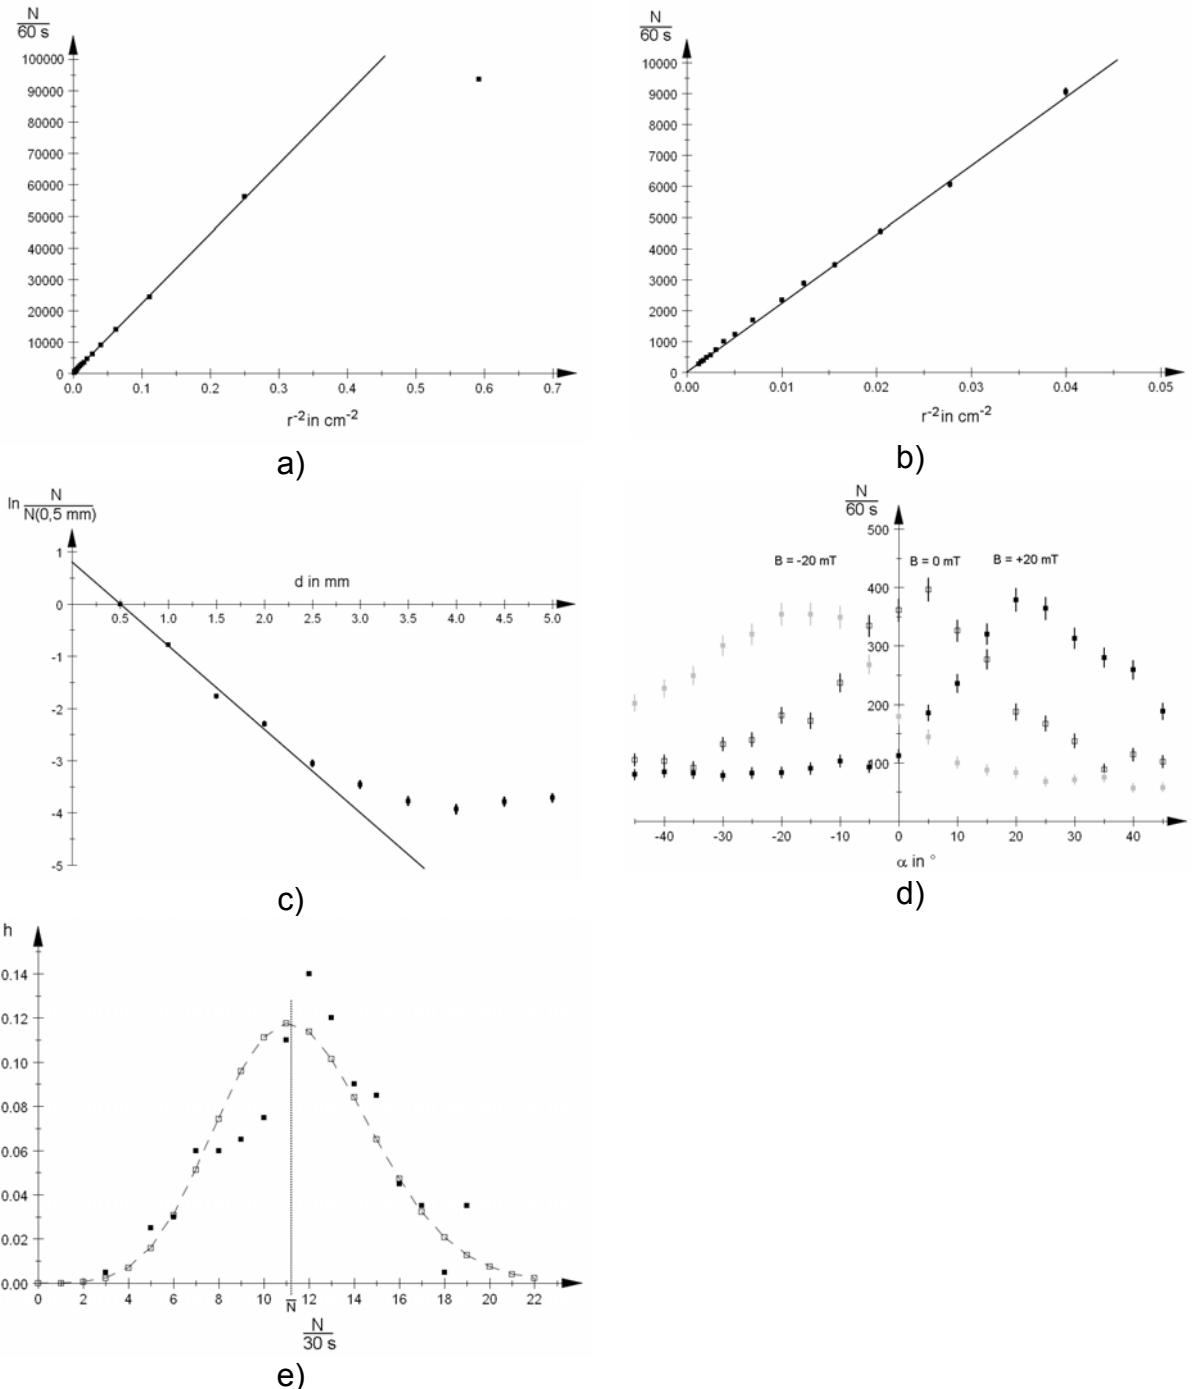 N
60 s
100000
90000
80000
70000
60000
50000
40000
30000
20000
10000
0
0.0 0.1 0.2 0.3 0.4 0.5 0.6 0.7
r⁻² in cm⁻²
a)
N
60 s
10000
9000
8000
7000
6000
5000
4000
3000
2000
1000
0
0.00 0.01 0.02 0.03 0.04 0.05
r⁻² in cm⁻²
b)
ln N
N(0,5 mm)
d in mm
1
0
0.5 1.0 1.5 2.0 2.5 3.0 3.5 4.0 4.5 5.0
-1
-2
-3
-4
-5
c)
N
60 s
500
B = -20 mT B = 0 mT B = +20 mT
400
300
200
100
-40 -30 -20 -10 0 10 20 30 40
α in °
d)
h
0.14
0.12
0.10
0.08
0.06
0.04
0.02
0.00
0 2 4 6 8 10 12 14 16 18 20 22
N̅
N
30 s
e)